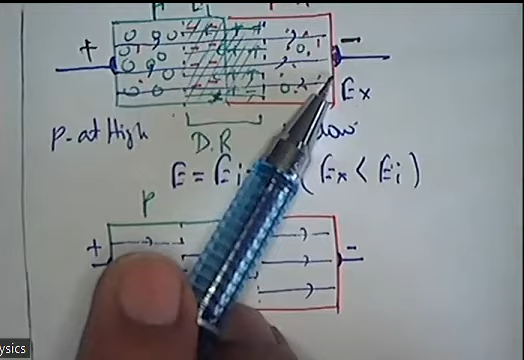 + -
Ex
P-at High D.R low
E = Ei (Ex < Ei)
P
+ -
ysics